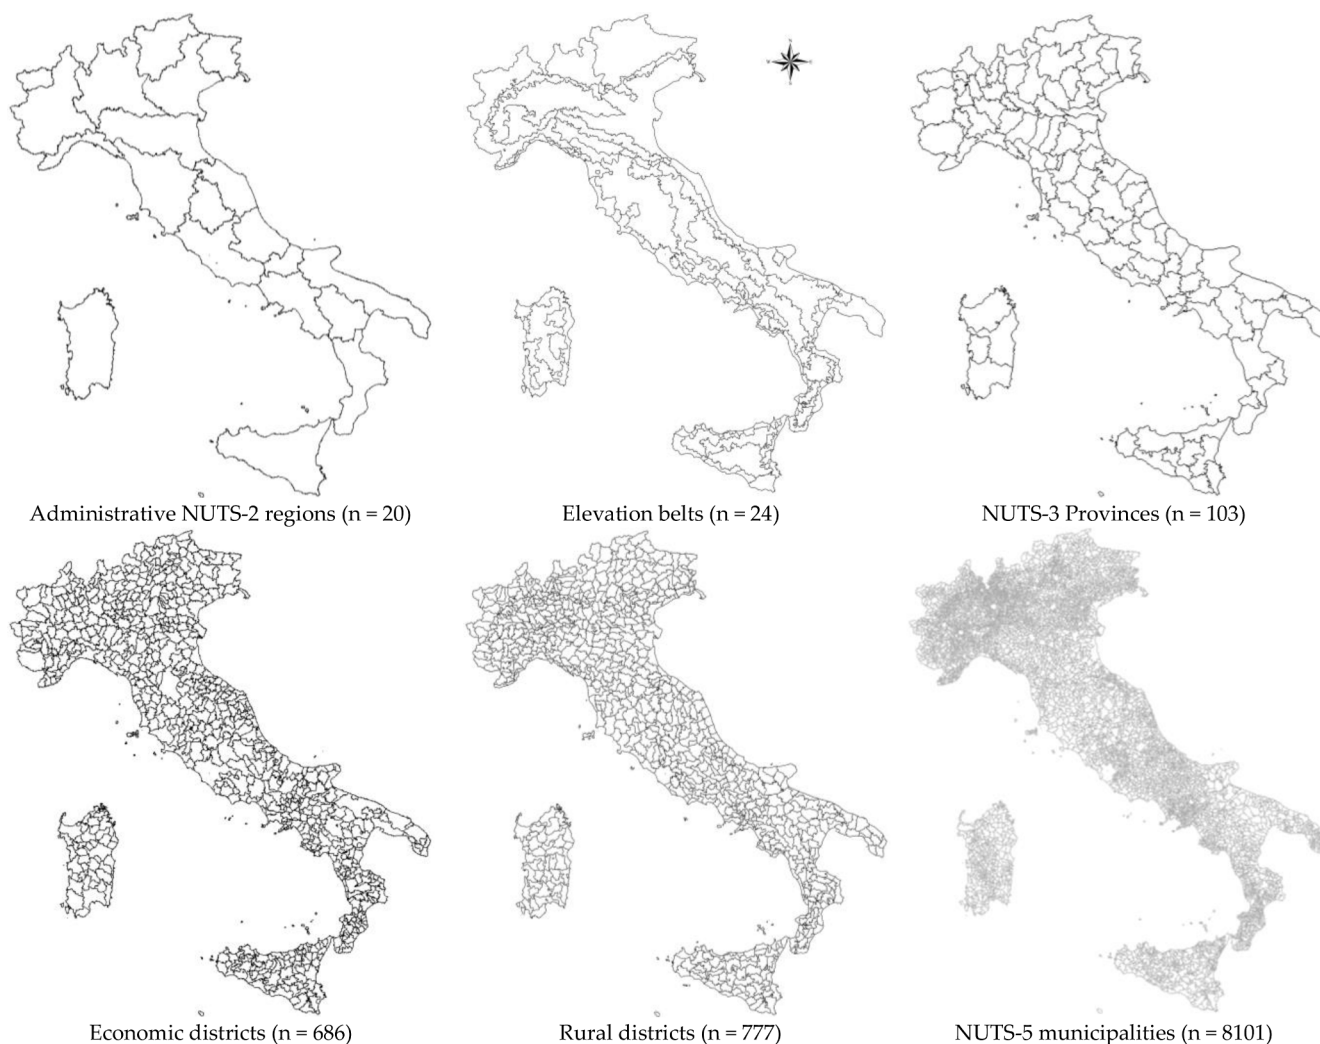 Administrative NUTS-2 regions (n = 20)
Elevation belts (n = 24)
NUTS-3 Provinces (n = 103)
Economic districts (n = 686)
Rural districts (n = 777)
NUTS-5 municipalities (n = 8101)